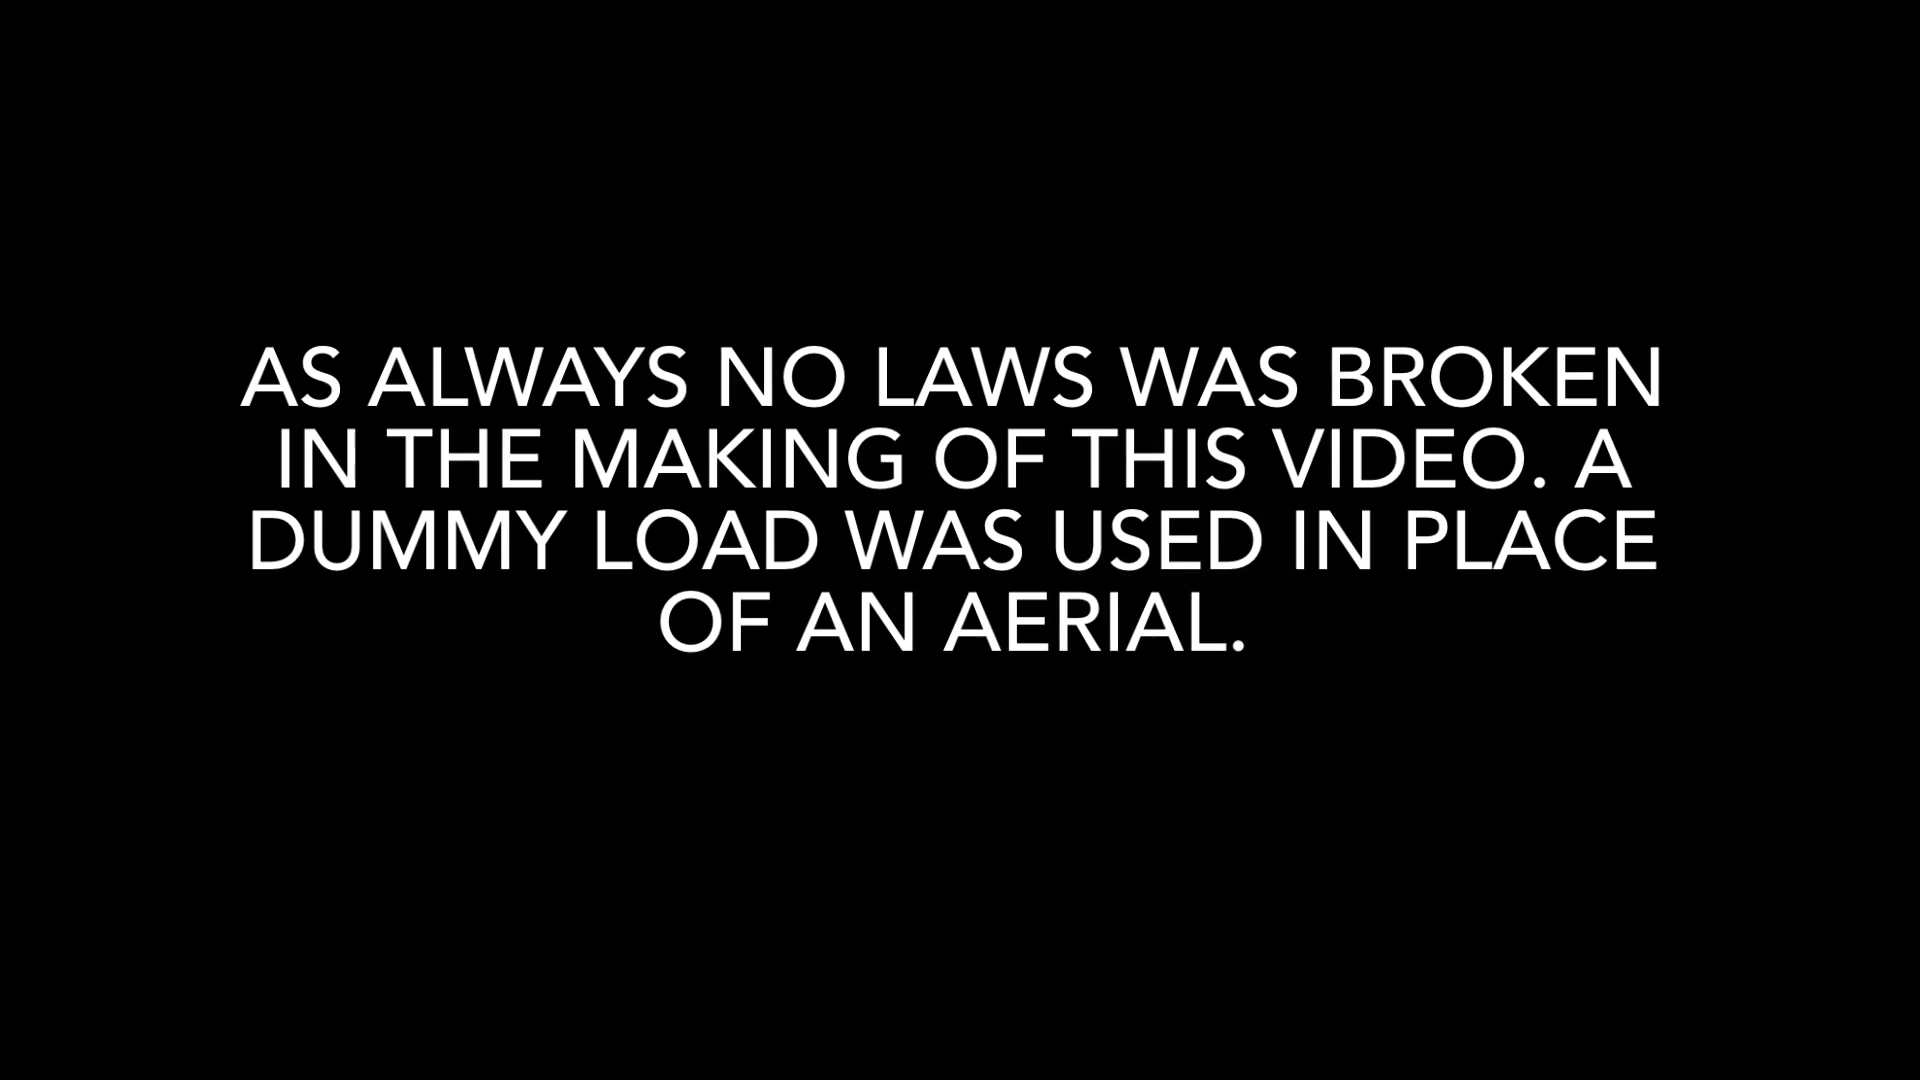 AS ALWAYS NO LAWS WAS BROKEN
IN THE MAKING OF THIS VIDEO. A
DUMMY LOAD WAS USED IN PLACE
OF AN AERIAL.